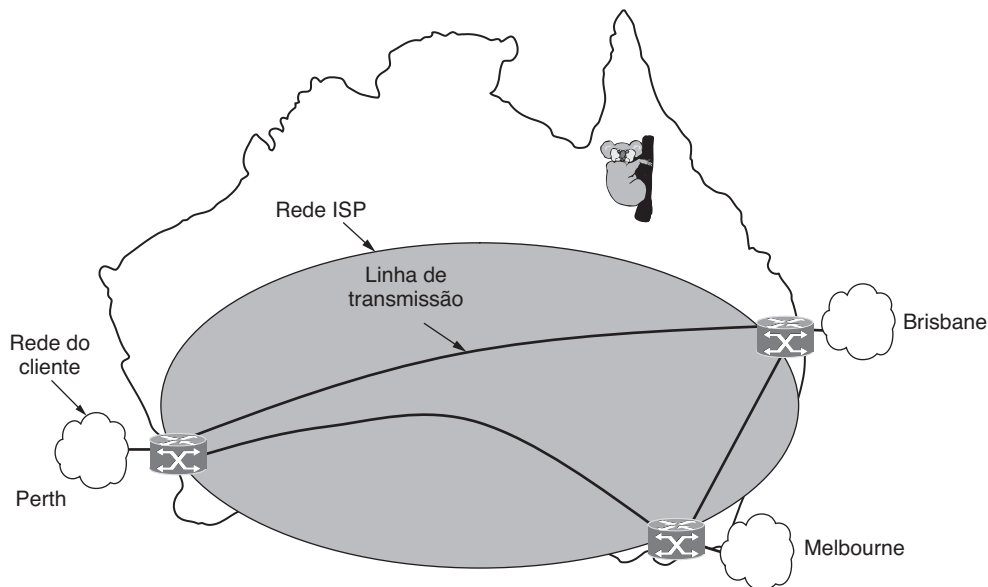 Rede ISP
Linha de
transmissão
Brisbane
Rede do
cliente
Perth
Melbourne